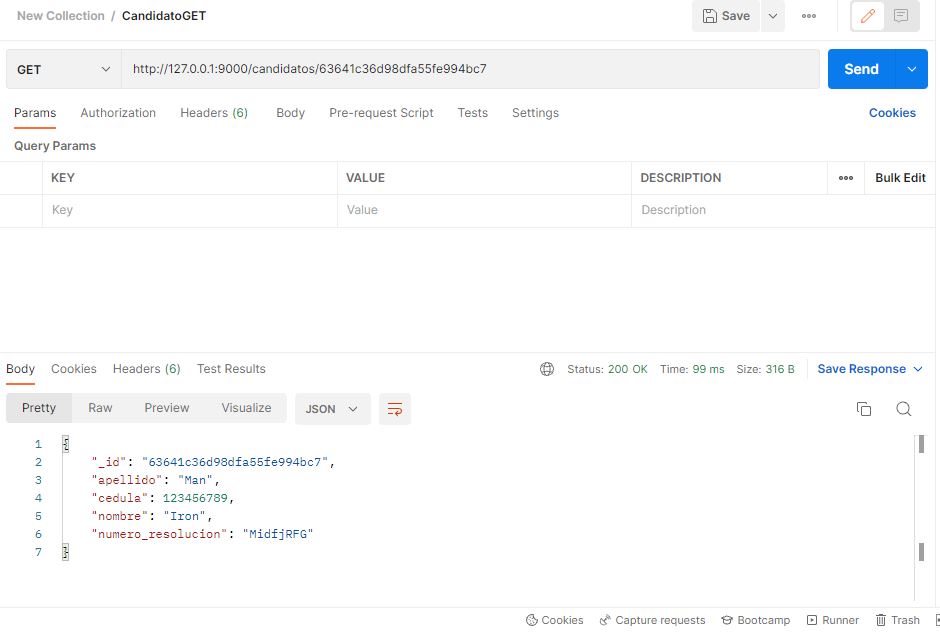 New Collection / CandidatoGET
Save
GET http://127.0.0.1:9000/candidatos/63641c36d98dfa55fe994bc7 Send
Params Authorization Headers (6) Body Pre-request Script Tests Settings Cookies
Query Params
KEY VALUE DESCRIPTION Bulk Edit
Key Value Description
Body Cookies Headers (6) Test Results Status: 200 OK Time: 99 ms Size: 316 B Save Response
Pretty Raw Preview Visualize JSON
1 {
2 "_id": "63641c36d98dfa55fe994bc7",
3 "apellido": "Man",
4 "cedula": 123456789,
5 "nombre": "Iron",
6 "numero_resolucion": "MidfjRFG"
7 }
Cookies Capture requests Bootcamp Runner Trash